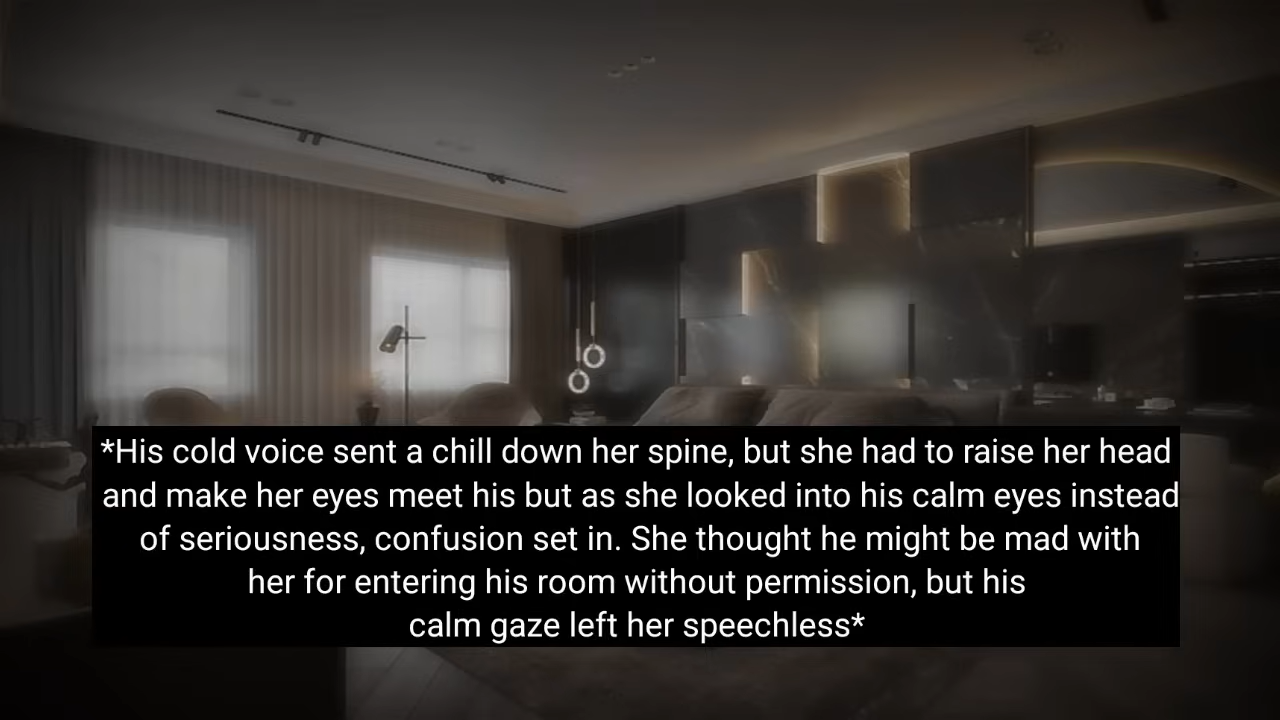 *His cold voice sent a chill down her spine, but she had to raise her head
and make her eyes meet his but as she looked into his calm eyes instead
of seriousness, confusion set in. She thought he might be mad with
her for entering his room without permission, but his
calm gaze left her speechless*